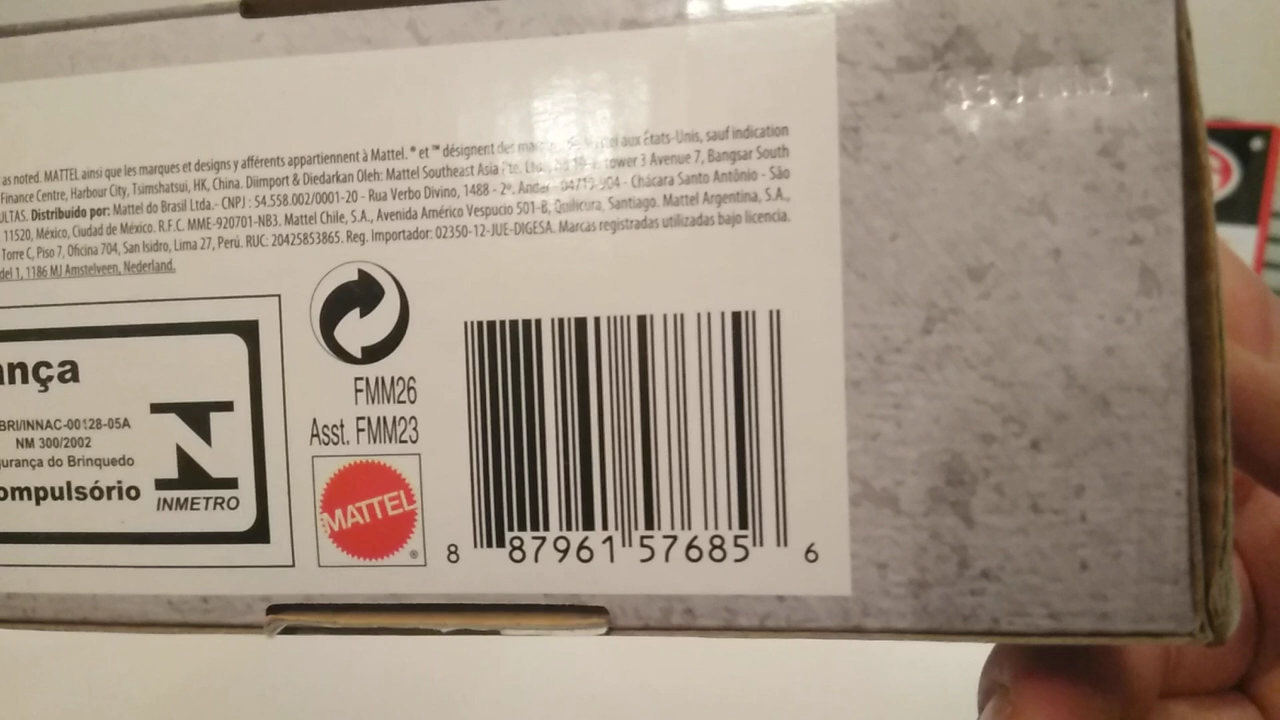 as noted. MATTEL ainsi que les marques et designs y afférents appartiennent à Mattel. ® et ™ désignent des aux États-Unis, sauf indication
Finance Centre, Harbour City, Tsimshatsui, HK, China. Diimport & Diedarkan Oleh: Mattel Southeast Asia Pte. Tower 3 Avenue 7, Bangsar South
ULTAS. Distribuido por: Mattel do Brasil Ltda.- CNPJ : 54.558.002/0001-20 - Rua Verbo Divino, 1488 - 2º. Andar - Chácara Santo Antônio - São
11520, México, Ciudad de México. R.F.C. MME-920701-NB3. Mattel Chile, S.A., Avenida Américo Vespucio 501-B, Quilicura, Santiago. Mattel Argentina, S.A.,
Torre C, Piso 7, Oficina 704, San Isidro, Lima 27, Perú. RUC: 20425853865. Reg. Importador: 02350-12-JUE-DIGESA. Marcas registradas utilizadas bajo licencia.
del 1, 1186 MJ Amstelveen, Nederland.
ança
BRI/INNAC-00128-05A
NM 300/2002
urança do Brinquedo
ompulsório
INMETRO
FMM26
Asst. FMM23
MATTEL®
8 87961 57685 6